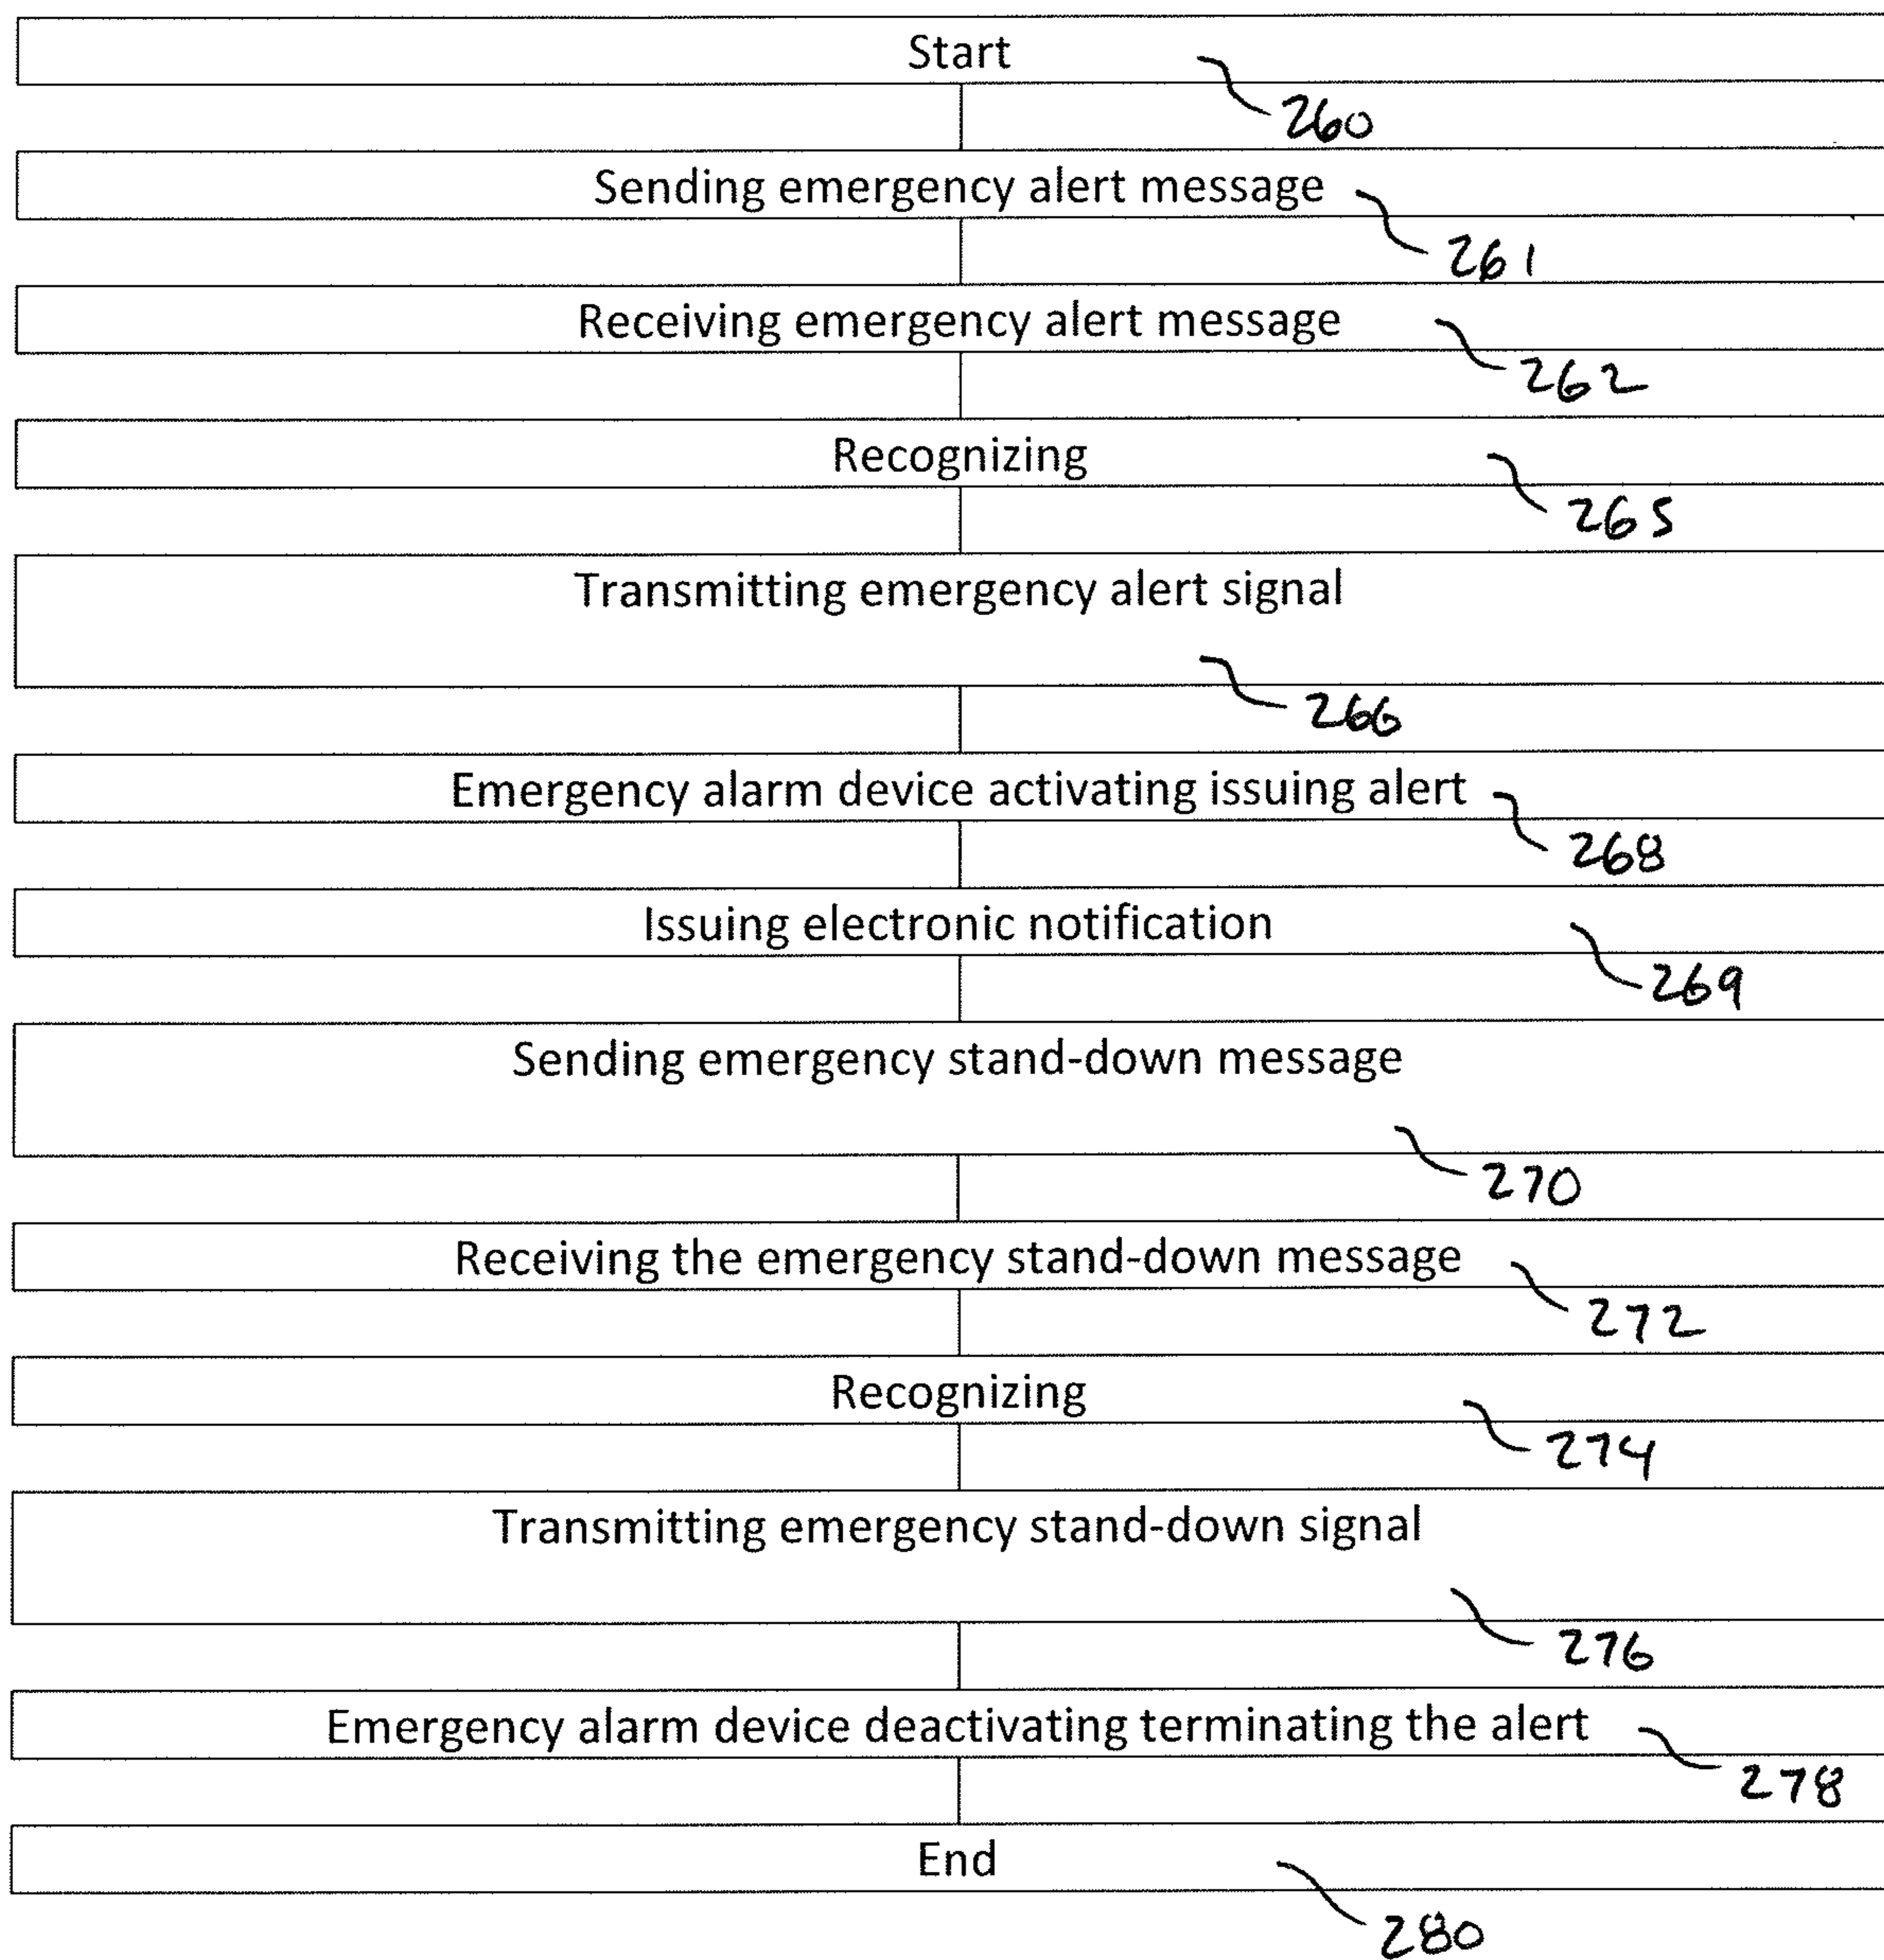 Start
260
Sending emergency alert message
261
Receiving emergency alert message
262
Recognizing
265
Transmitting emergency alert signal
266
Emergency alarm device activating issuing alert
268
Issuing electronic notification
269
Sending emergency stand-down message
270
Receiving the emergency stand-down message
272
Recognizing
274
Transmitting emergency stand-down signal
276
Emergency alarm device deactivating terminating the alert
278
End
280